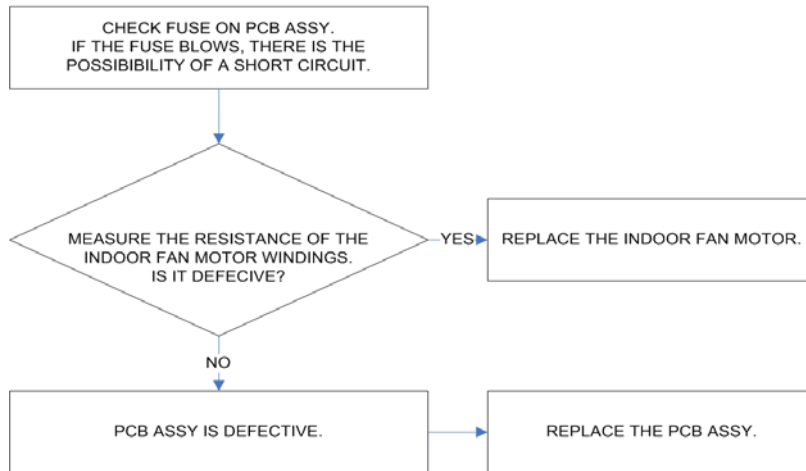 CHECK FUSE ON PCB ASSY.
IF THE FUSE BLOWS, THERE IS THE
POSSIBIBILITY OF A SHORT CIRCUIT.
MEASURE THE RESISTANCE OF THE
INDOOR FAN MOTOR WINDINGS.
IS IT DEFECIVE?
YES
REPLACE THE INDOOR FAN MOTOR.
NO
PCB ASSY IS DEFECTIVE.
REPLACE THE PCB ASSY.